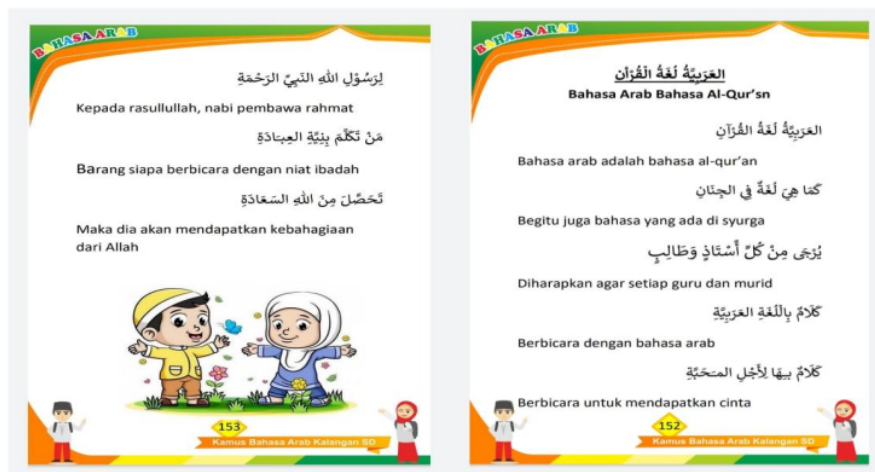 BAHASA ARAB
العَرَبِيَّةُ لُغَةُ الْقُرْآنِ
Bahasa Arab Bahasa Al-Qur'sn
العَرَبِيَّةُ لُغَةُ القُرْآنِ
Bahasa arab adalah bahasa al-qur'an
كَمَا هِيَ لُغَةٌ فِي الجِنَانِ
Begitu juga bahasa yang ada di syurga
يُرْجَى مِنْ كُلِّ أُسْتَاذٍ وَطَالِبٍ
Diharapkan agar setiap guru dan murid
كَلَامٌ بِاللُّغَةِ العَرَبِيَّةِ
Berbicara dengan bahasa arab
كَلَامٌ بِيهَا لِأَجْلِ المَحَبَّةِ
Berbicara untuk mendapatkan cinta
152
Kamus Bahasa Arab Kalangan SD
BAHASA ARAB
لِرَسُوْلِ اللهِ النَّبِيِّ الرَحْمَةِ
Kepada rasullullah, nabi pembawa rahmat
مَنْ تَكَلَّمَ بِنِيَّةِ العِبَادَةِ
Barang siapa berbicara dengan niat ibadah
تَحَصَّلَ مِنَ اللهِ السَعَادَةِ
Maka dia akan mendapatkan kebahagiaan
dari Allah
153
Kamus Bahasa Arab Kalangan SD